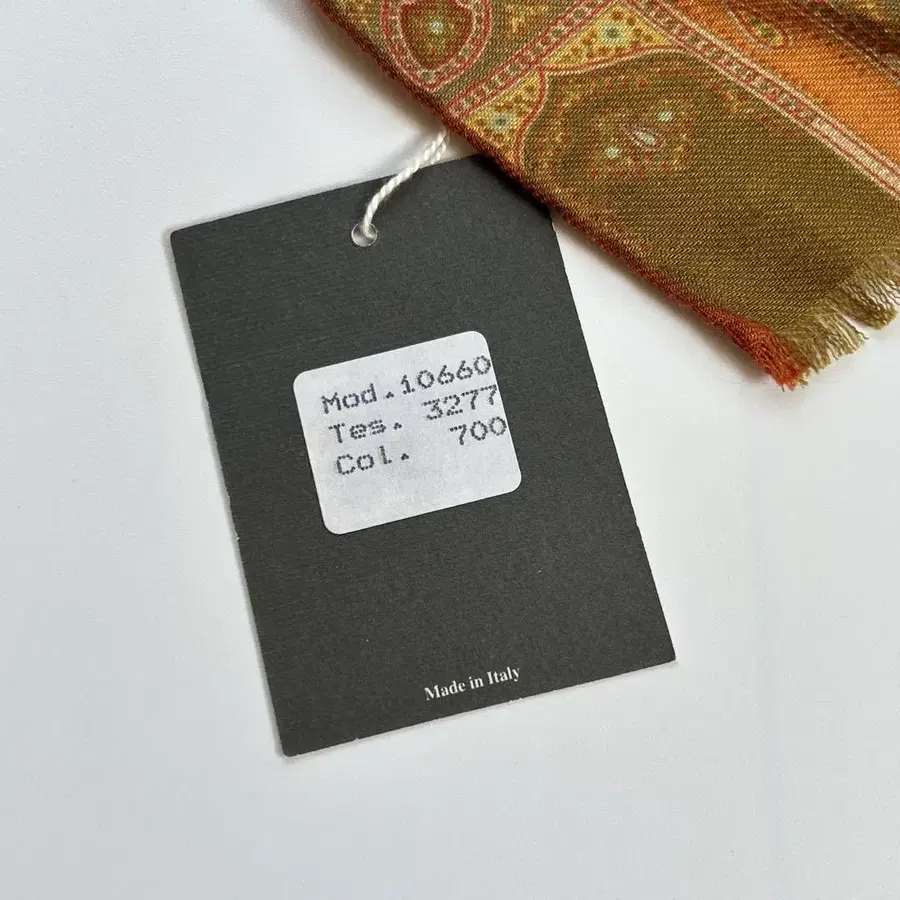 Mod.10660
Tes. 3277
Col. 700
Made in Italy